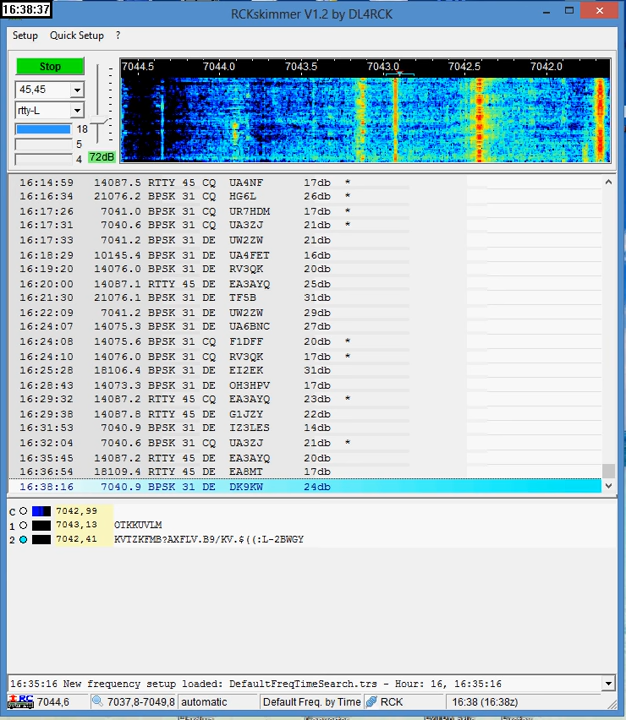 16:38:37
RCKskimmer V1.2 by DL4RCK
Setup Quick Setup ?
Stop
45,45
rtty-L
18
5
4
72dB
7044.5 7044.0 7043.5 7043.0 7042.5 7042.0
16:14:59 14087.5 RTTY 45 CQ UA4NF 17db *
16:16:34 21076.2 BPSK 31 CQ HG6L 26db *
16:17:26 7041.0 BPSK 31 CQ UR7HDM 17db *
16:17:31 7040.6 BPSK 31 CQ UA3ZJ 21db *
16:17:33 7041.2 BPSK 31 DE UW2ZW 21db
16:18:29 10145.4 BPSK 31 DE UA4FET 16db
16:19:20 14076.0 BPSK 31 DE RV3QK 20db
16:20:00 14087.1 RTTY 45 DE EA3AYQ 25db
16:21:30 21076.1 BPSK 31 DE TF5B 31db
16:22:09 7041.2 BPSK 31 DE UW2ZW 29db
16:24:07 14075.3 BPSK 31 DE UA6BNC 27db
16:24:08 14075.6 BPSK 31 CQ F1DFF 20db *
16:24:10 14076.0 BPSK 31 CQ RV3QK 17db *
16:25:28 18106.4 BPSK 31 DE EI2EK 31db
16:28:43 14073.3 BPSK 31 DE OH3HPV 17db
16:29:32 14087.2 RTTY 45 CQ EA3AYQ 23db *
16:29:38 14087.8 RTTY 45 DE G1JZY 22db
16:31:53 7040.9 BPSK 31 DE IZ3LES 14db
16:32:04 7040.6 BPSK 31 CQ UA3ZJ 21db *
16:35:45 14087.2 RTTY 45 CQ EA3AYQ 20db
16:36:54 18109.4 BPSK 31 DE EA8MT 17db
16:38:16 7040.9 BPSK 31 DE DK9KW 24db
C 7042,99
1 7043,13 OTKKUVLM
2 7042,41 KVTZKFMB?AXFLV.B9/KV.$((:L-2BWGY
16:35:16 New frequency setup loaded: DefaultFreqTimeSearch.trs - Hour: 16, 16:35:16
7044,6 7037,8-7049,8 automatic Default Freq. by Time RCK 16:38 (16:38z)